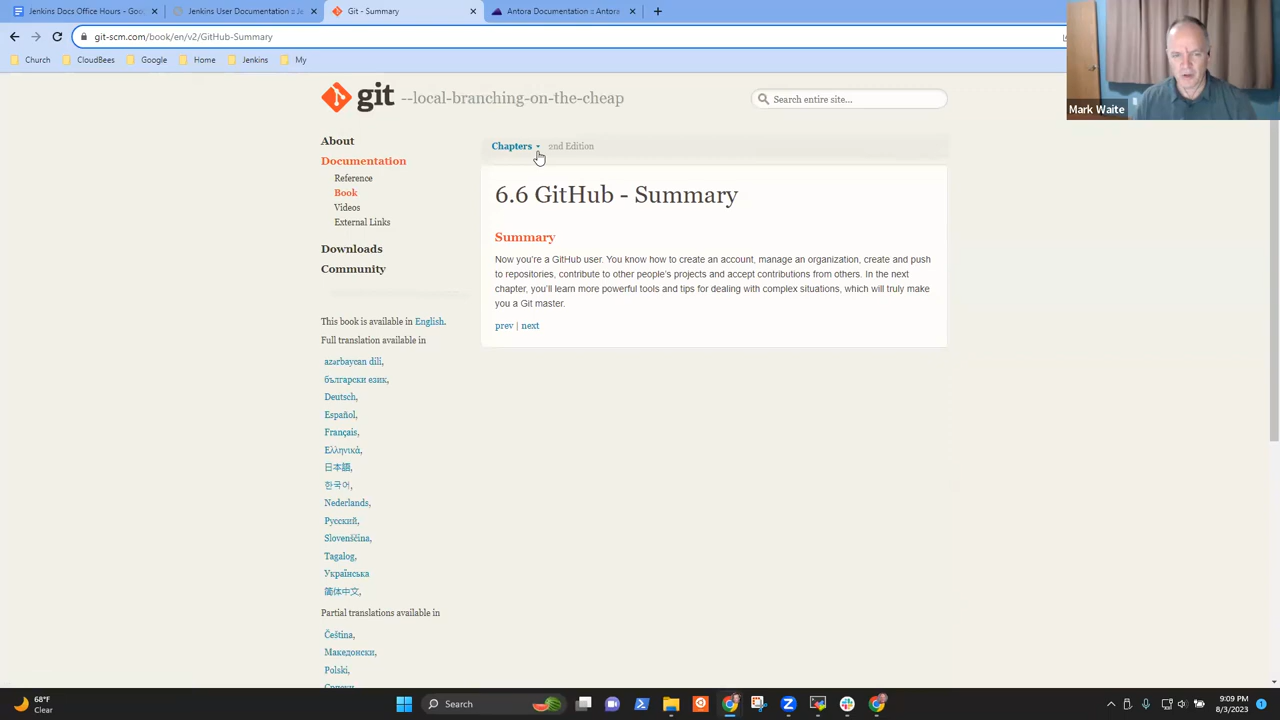 Jenkins Docs Office Hours - Goo
Jenkins User Documentation
Git - Summary
Antora Documentation :: Antora
git-scm.com/book/en/v2/GitHub-Summary
Church
CloudBees
Google
Home
Jenkins
My
Mark Waite
git --local-branching-on-the-cheap
Search entire site...
About
Documentation
Reference
Book
Videos
External Links
Downloads
Community
This book is available in English.
Full translation available in
azərbaycan dili,
български език,
Deutsch,
Español,
Français,
Ελληνικά,
日本語,
한국어,
Nederlands,
Русский,
Slovenščina,
Tagalog,
Українська
简体中文,
Partial translations available in
Čeština,
Македонски,
Polski,
Српски,
Chapters 2nd Edition
6.6 GitHub - Summary
Summary
Now you're a GitHub user. You know how to create an account, manage an organization, create and push
to repositories, contribute to other people's projects and accept contributions from others. In the next
chapter, you'll learn more powerful tools and tips for dealing with complex situations, which will truly make
you a Git master.
prev | next
68°F
Clear
Search
9:09 PM
8/3/2023